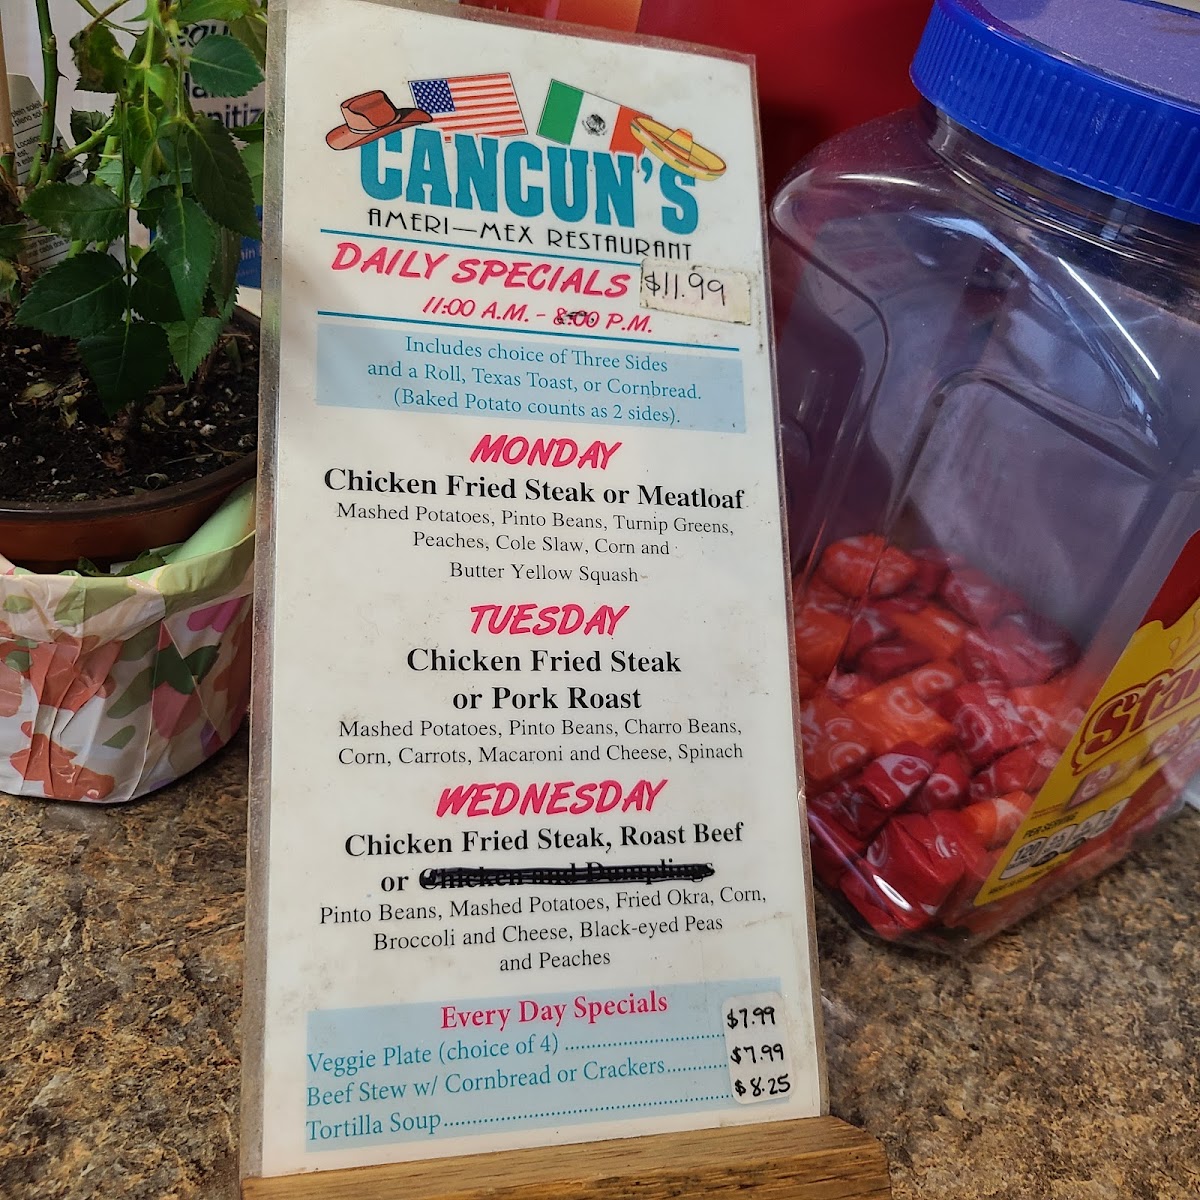 CANCUN'S
AMERI—MEX RESTAURANT
DAILY SPECIALS $11.99
11:00 A.M. - 8:00 P.M.
Includes choice of Three Sides
and a Roll, Texas Toast, or Cornbread.
(Baked Potato counts as 2 sides).
MONDAY
Chicken Fried Steak or Meatloaf
Mashed Potatoes, Pinto Beans, Turnip Greens,
Peaches, Cole Slaw, Corn and
Butter Yellow Squash
TUESDAY
Chicken Fried Steak
or Pork Roast
Mashed Potatoes, Pinto Beans, Charro Beans,
Corn, Carrots, Macaroni and Cheese, Spinach
WEDNESDAY
Chicken Fried Steak, Roast Beef
or Chicken and Dumplings
Pinto Beans, Mashed Potatoes, Fried Okra, Corn,
Broccoli and Cheese, Black-eyed Peas
and Peaches
Every Day Specials
Veggie Plate (choice of 4) $7.99
Beef Stew w/ Cornbread or Crackers $7.99
Tortilla Soup $8.25
Sta
PER SERVING
120